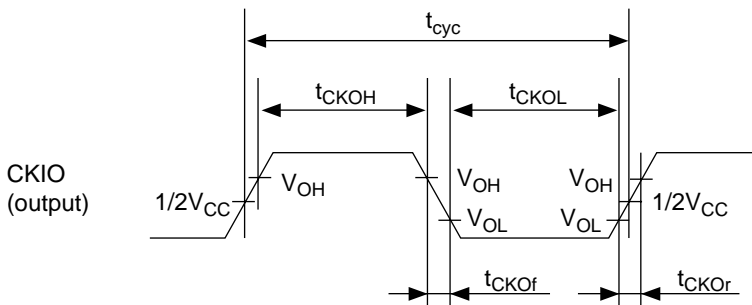 tcyc
tCKOH tCKOL
CKIO
(output)
1/2VCC VOH VOH VOL VOH VOL 1/2VCC
tCKOf tCKOr